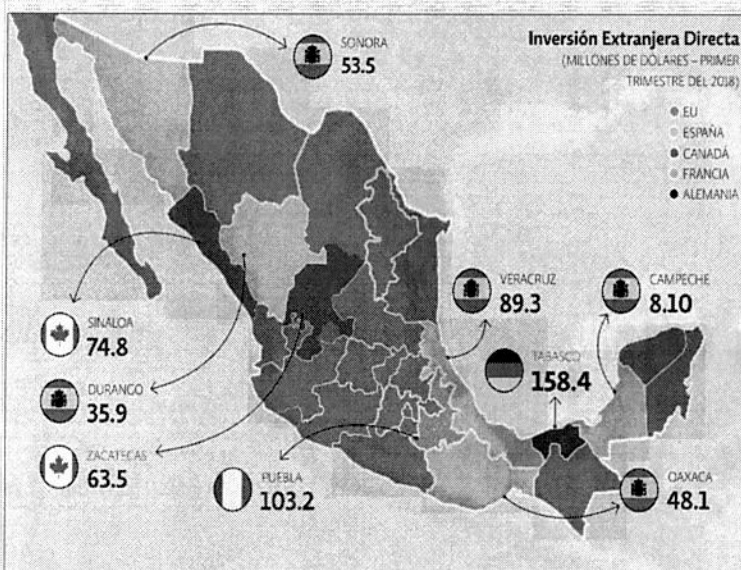 Inversión Extranjera Directa
(MILLONES DE DÓLARES – PRIMER
TRIMESTRE DEL 2018)
EU
ESPAÑA
CANADÁ
FRANCIA
ALEMANIA
SONORA
53.5
VERACRUZ
89.3
CAMPECHE
8.10
SINALOA
74.8
TABASCO
158.4
DURANGO
35.9
ZACATECAS
63.5
PUEBLA
103.2
OAXACA
48.1